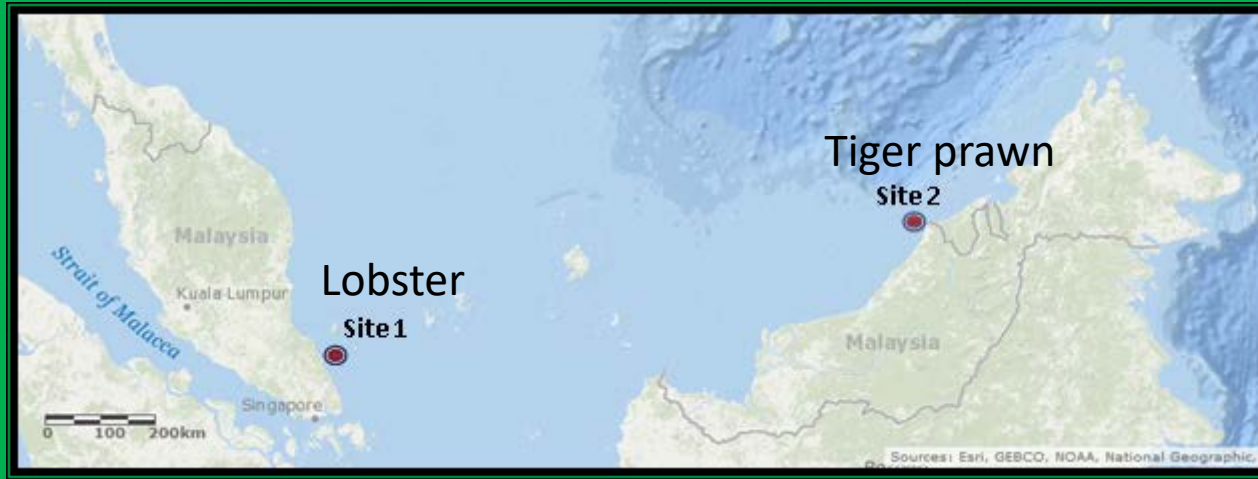 Tiger prawn
Site 2
Malaysia
Lobster
Strait of Malacca
Kuala Lumpur
Site 1
Malaysia
Singapore
0 100 200km
Sources: Esri, GEBCO, NOAA, National Geographic,